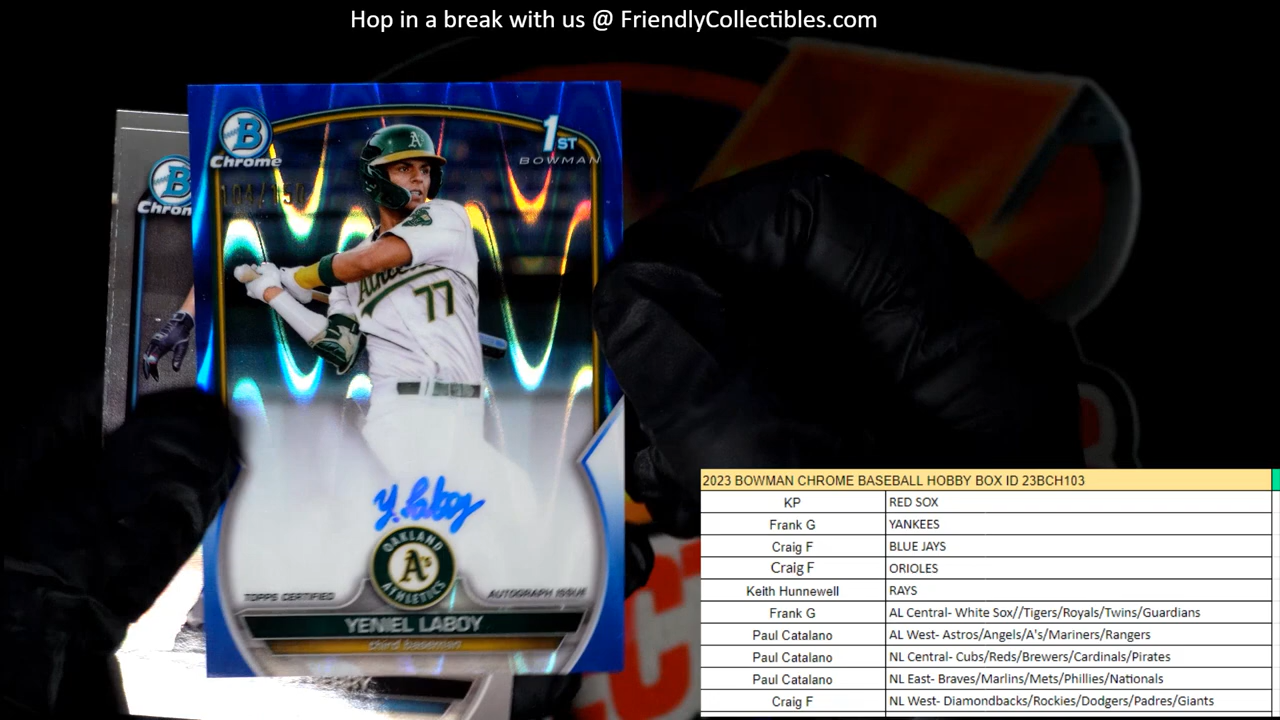 Hop in a break with us @ FriendlyCollectibles.com
B
Chrome
1ST
BOWMAN
B
Chrom
A's
Athletics
77
Y. Laboy
OAKLAND
A's
ATHLETICS
TOPPS CERTIFIED
AUTOGRAPH ISSUE
YENIEL LABOY
third baseman
2023 BOWMAN CHROME BASEBALL HOBBY BOX ID 23BCH103
KP RED SOX
Frank G YANKEES
Craig F BLUE JAYS
Craig F ORIOLES
Keith Hunnewell RAYS
Frank G AL Central- White Sox//Tigers/Royals/Twins/Guardians
Paul Catalano AL West- Astros/Angels/A's/Mariners/Rangers
Paul Catalano NL Central- Cubs/Reds/Brewers/Cardinals/Pirates
Paul Catalano NL East- Braves/Marlins/Mets/Phillies/Nationals
Craig F NL West- Diamondbacks/Rockies/Dodgers/Padres/Giants